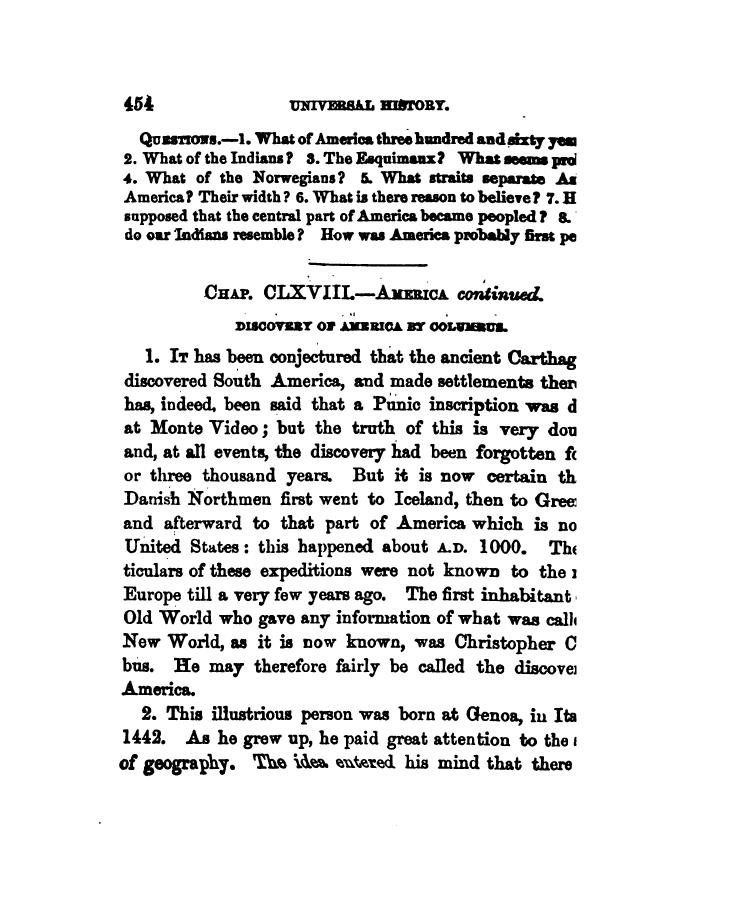 454 UNIVERSAL HISTORY.
QUESTIONS.—1. What of America three hundred and sixty yea
2. What of the Indians? 3. The Esquimaux? What seems pro
4. What of the Norwegians? 5. What straits separate As
America? Their width? 6. What is there reason to believe? 7. H
supposed that the central part of America became peopled? 8.
do our Indians resemble? How was America probably first pe
CHAP. CLXVIII.—AMERICA continued.
DISCOVERY OF AMERICA BY COLUMBUS.
1. IT has been conjectured that the ancient Carthag
discovered South America, and made settlements ther
has, indeed, been said that a Punic inscription was d
at Monte Video; but the truth of this is very dou
and, at all events, the discovery had been forgotten f
or three thousand years. But it is now certain th
Danish Northmen first went to Iceland, then to Gree
and afterward to that part of America which is no
United States: this happened about A.D. 1000. The
ticulars of these expeditions were not known to the
Europe till a very few years ago. The first inhabitant
Old World who gave any information of what was calle
New World, as it is now known, was Christopher C
bus. He may therefore fairly be called the discove
America.
2. This illustrious person was born at Genoa, in Ita
1442. As he grew up, he paid great attention to the
of geography. The idea entered his mind that there